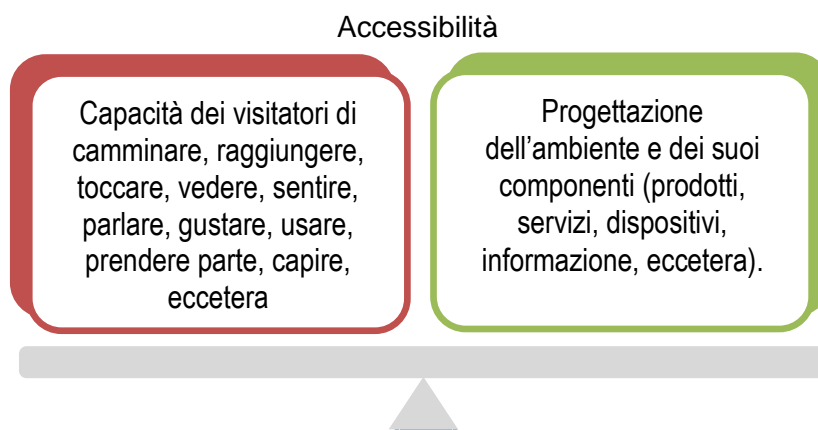 Accessibilità
Capacità dei visitatori di
camminare, raggiungere,
toccare, vedere, sentire,
parlare, gustare, usare,
prendere parte, capire,
eccetera
Progettazione
dell’ambiente e dei suoi
componenti (prodotti,
servizi, dispositivi,
informazione, eccetera).